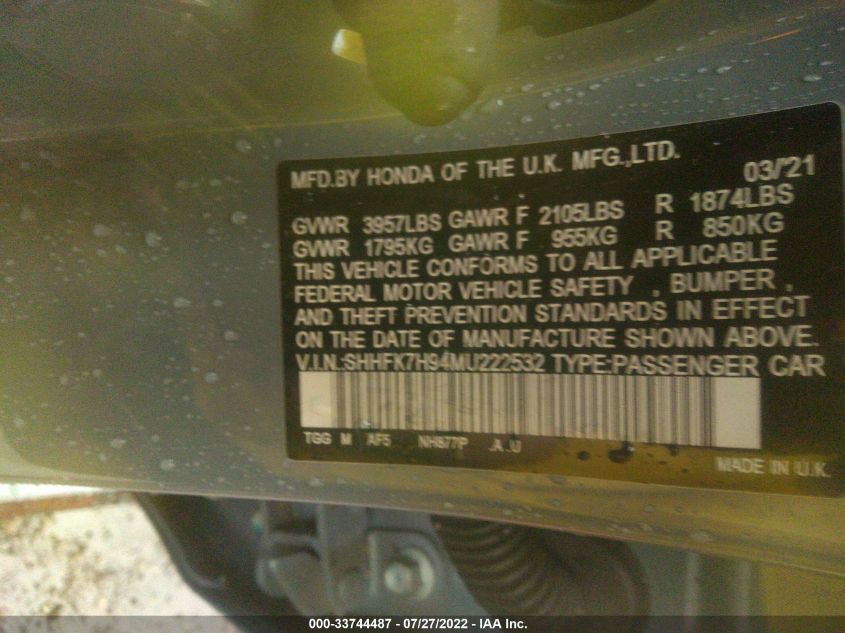 MFD.BY HONDA OF THE U.K. MFG.,LTD. 03/'21
GVWR 3957LBS GAWR F 2105LBS R 1874LBS
GVWR 1795KG GAWR F 955KG R 850KG
THIS VEHICLE CONFORMS TO ALL APPLICABLE
FEDERAL MOTOR VEHICLE SAFETY , BUMPER ,
AND THEFT PREVENTION STANDARDS IN EFFECT
ON THE DATE OF MANUFACTURE SHOWN ABOVE.
V.I.N.:SHHFK7H94MU222532 TYPE:PASSENGER CAR
TGG M AF5 NH877P .A .U
MADE IN U.K.
000-33744487 - 07/27/2022 - IAA Inc.